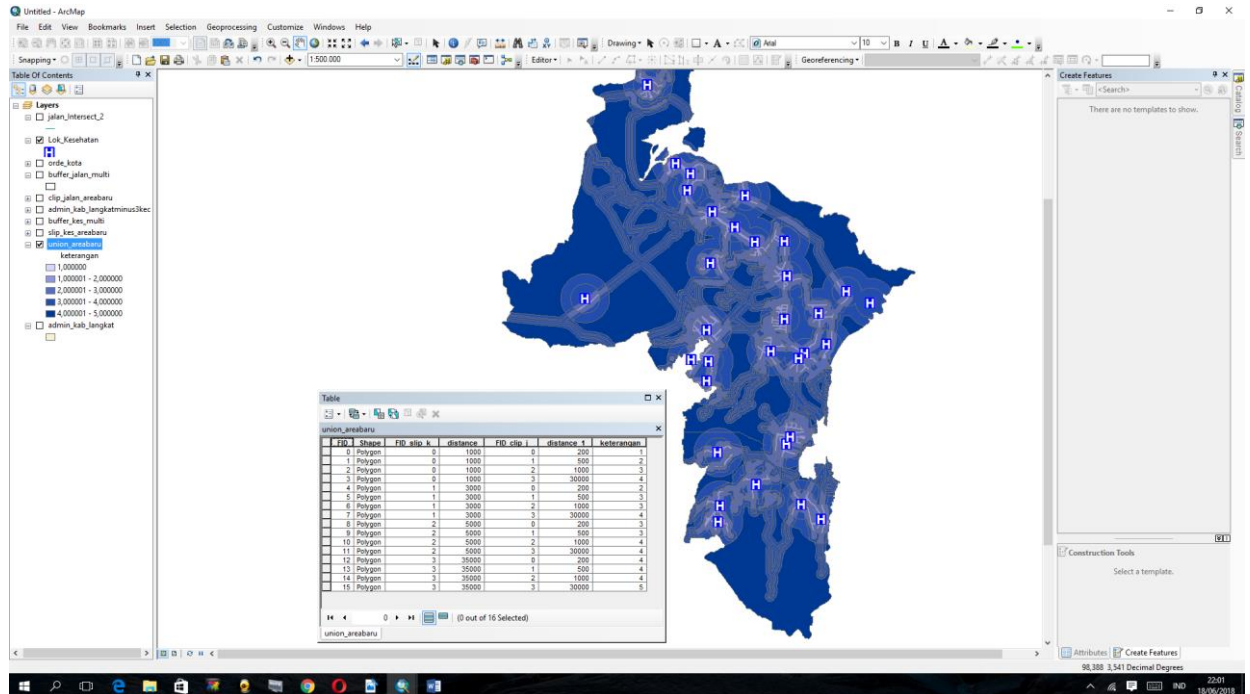 Untitled - ArcMap
File Edit View Bookmarks Insert Selection Geoprocessing Customize Windows Help
Drawing A Arial 10 B I U A
Snapping 1:500.000 Editor Georeferencing
Table Of Contents
Layers
jalan_Intersect_2
Lok_Kesehatan
H
orde_kota
buffer_jalan_multi
clip_jalan_areabaru
admin_kab_langkatminus3kec
buffer_kes_multi
slip_kes_areabaru
union_areabaru
keterangan
1,000000
1,000001 - 2,000000
2,000001 - 3,000000
3,000001 - 4,000000
4,000001 - 5,000000
admin_kab_langkat
Table
union_areabaru
FID Shape FID_slip_k distance FID_clip_j distance_1 keterangan
0 Polygon 0 1000 0 200 1
1 Polygon 0 1000 1 500 2
2 Polygon 0 1000 2 1000 3
3 Polygon 0 1000 3 30000 4
4 Polygon 1 3000 0 200 2
5 Polygon 1 3000 1 500 3
6 Polygon 1 3000 2 1000 3
7 Polygon 1 3000 3 30000 4
8 Polygon 2 5000 0 200 3
9 Polygon 2 5000 1 500 3
10 Polygon 2 5000 2 1000 4
11 Polygon 2 5000 3 30000 4
12 Polygon 3 35000 0 200 4
13 Polygon 3 35000 1 500 4
14 Polygon 3 35000 2 1000 4
15 Polygon 3 35000 3 30000 5
0 (0 out of 16 Selected)
union_areabaru
Create Features
<Search>
There are no templates to show.
Construction Tools
Select a template.
Attributes Create Features
Catalog
Search
98,388 3,541 Decimal Degrees
IND
22:01
18/06/2018